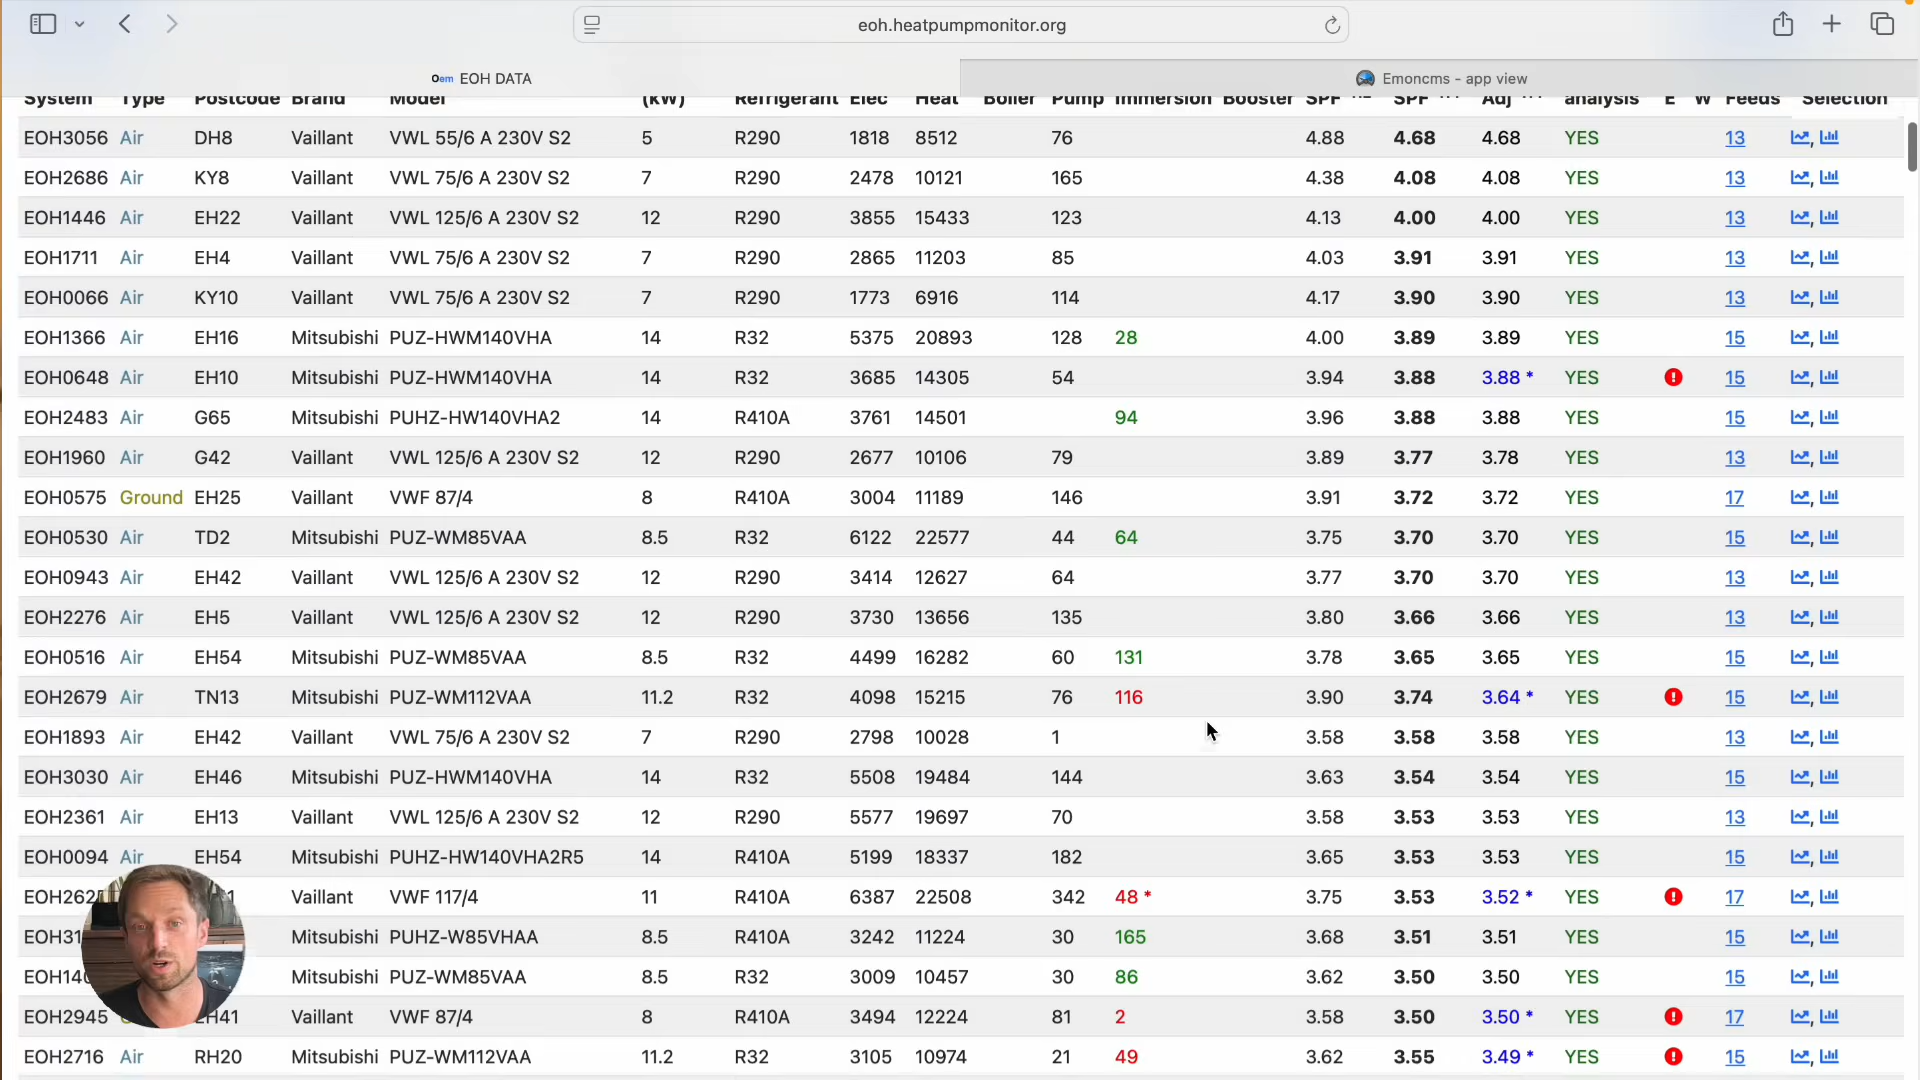 eoh.heatpumpmonitor.org
Oem EOH DATA
Emoncms - app view
System Type Postcode Brand Model (kW) Refrigerant Elec Heat Boiler Pump Immersion Booster SPF SPF Adj analysis E W Feeds Selection
EOH3056 Air DH8 Vaillant VWL 55/6 A 230V S2 5 R290 1818 8512 76 4.88 4.68 4.68 YES 13
EOH2686 Air KY8 Vaillant VWL 75/6 A 230V S2 7 R290 2478 10121 165 4.38 4.08 4.08 YES 13
EOH1446 Air EH22 Vaillant VWL 125/6 A 230V S2 12 R290 3855 15433 123 4.13 4.00 4.00 YES 13
EOH1711 Air EH4 Vaillant VWL 75/6 A 230V S2 7 R290 2865 11203 85 4.03 3.91 3.91 YES 13
EOH0066 Air KY10 Vaillant VWL 75/6 A 230V S2 7 R290 1773 6916 114 4.17 3.90 3.90 YES 13
EOH1366 Air EH16 Mitsubishi PUZ-HWM140VHA 14 R32 5375 20893 128 28 4.00 3.89 3.89 YES 15
EOH0648 Air EH10 Mitsubishi PUZ-HWM140VHA 14 R32 3685 14305 54 3.94 3.88 3.88 * YES 15
EOH2483 Air G65 Mitsubishi PUHZ-HW140VHA2 14 R410A 3761 14501 94 3.96 3.88 3.88 YES 15
EOH1960 Air G42 Vaillant VWL 125/6 A 230V S2 12 R290 2677 10106 79 3.89 3.77 3.78 YES 13
EOH0575 Ground EH25 Vaillant VWF 87/4 8 R410A 3004 11189 146 3.91 3.72 3.72 YES 17
EOH0530 Air TD2 Mitsubishi PUZ-WM85VAA 8.5 R32 6122 22577 44 64 3.75 3.70 3.70 YES 15
EOH0943 Air EH42 Vaillant VWL 125/6 A 230V S2 12 R290 3414 12627 64 3.77 3.70 3.70 YES 13
EOH2276 Air EH5 Vaillant VWL 125/6 A 230V S2 12 R290 3730 13656 135 3.80 3.66 3.66 YES 13
EOH0516 Air EH54 Mitsubishi PUZ-WM85VAA 8.5 R32 4499 16282 60 131 3.78 3.65 3.65 YES 15
EOH2679 Air TN13 Mitsubishi PUZ-WM112VAA 11.2 R32 4098 15215 76 116 3.90 3.74 3.64 * YES 15
EOH1893 Air EH42 Vaillant VWL 75/6 A 230V S2 7 R290 2798 10028 1 3.58 3.58 3.58 YES 13
EOH3030 Air EH46 Mitsubishi PUZ-HWM140VHA 14 R32 5508 19484 144 3.63 3.54 3.54 YES 15
EOH2361 Air EH13 Vaillant VWL 125/6 A 230V S2 12 R290 5577 19697 70 3.58 3.53 3.53 YES 13
EOH0094 Air EH54 Mitsubishi PUHZ-HW140VHA2R5 14 R410A 5199 18337 182 3.65 3.53 3.53 YES 15
Vaillant VWF 117/4 11 R410A 6387 22508 342 48 * 3.75 3.53 3.52 * YES 17
Mitsubishi PUHZ-W85VHAA 8.5 R410A 3242 11224 30 165 3.68 3.51 3.51 YES 15
Mitsubishi PUZ-WM85VAA 8.5 R32 3009 10457 30 86 3.62 3.50 3.50 YES 15
EOH2945 EH41 Vaillant VWF 87/4 8 R410A 3494 12224 81 2 3.58 3.50 3.50 * YES 17
EOH2716 Air RH20 Mitsubishi PUZ-WM112VAA 11.2 R32 3105 10974 21 49 3.62 3.55 3.49 * YES 15